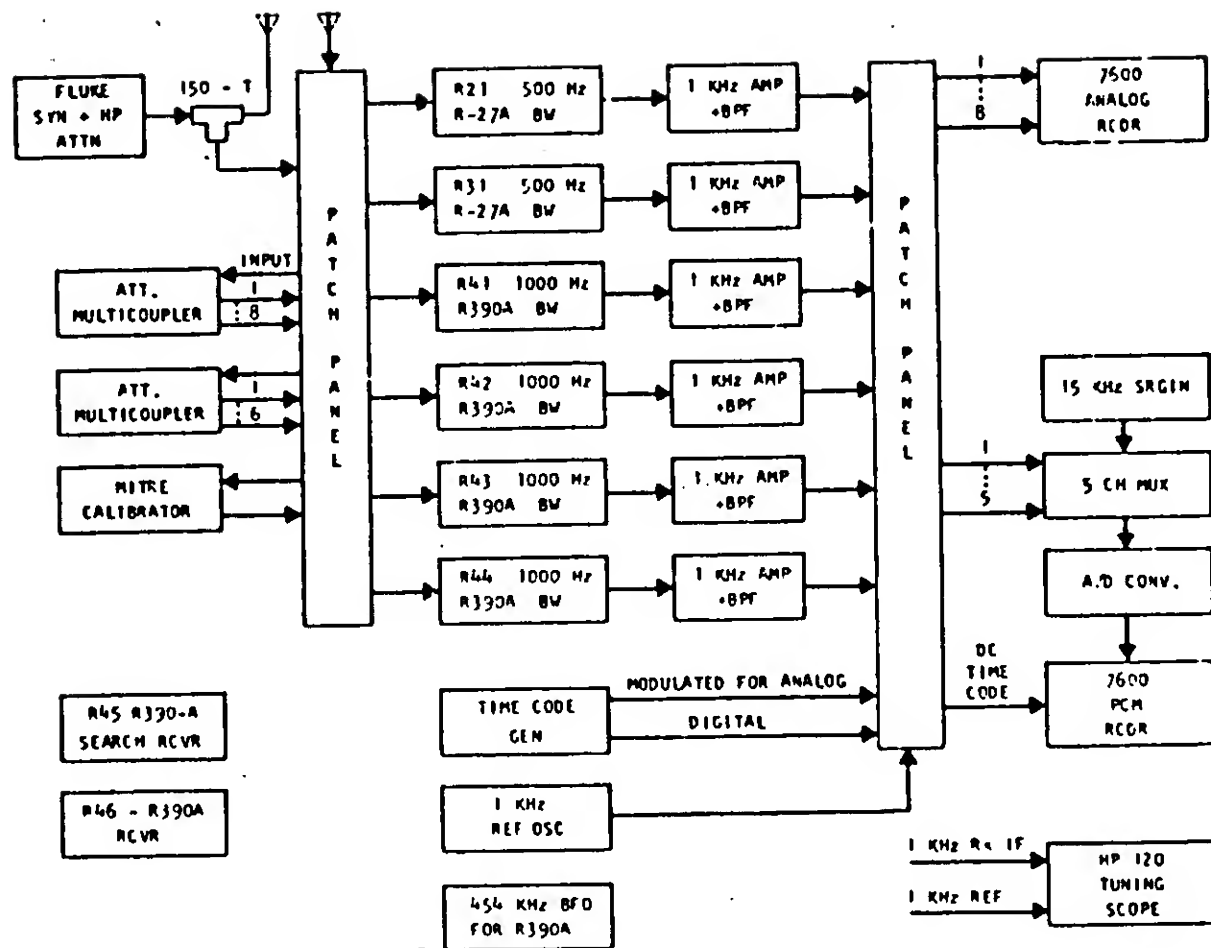 FLUKE
SYN + HP
ATTN
150 - T
PATCH PANEL
INPUT
ATT.
MULTICOUPLER
1
8
ATT.
MULTICOUPLER
1
6
MITRE
CALIBRATOR
R21 500 Hz
R-27A BW
1 KHz AMP
+BPF
R31 500 Hz
R-27A BW
1 KHz AMP
+BPF
R41 1000 Hz
R390A BW
1 KHz AMP
+BPF
R42 1000 Hz
R390A BW
1 KHz AMP
+BPF
R43 1000 Hz
R390A BW
1 KHz AMP
+BPF
R44 1000 Hz
R390A BW
1 KHz AMP
+BPF
PATCH PANEL
1
8
7500
ANALOG
RCDR
15 KHz SRGIN
1
5
5 CH MUX
A.D CONV.
DC
TIME
CODE
7600
PCM
RCDR
R45 R390-A
SEARCH RCVR
R46 - R390A
RCVR
TIME CODE
GEN
MODULATED FOR ANALOG
DIGITAL
1 KHz
REF OSC
454 KHz BFO
FOR R390A
1 KHz Rx IF
1 KHz REF
HP 120
TUNING
SCOPE